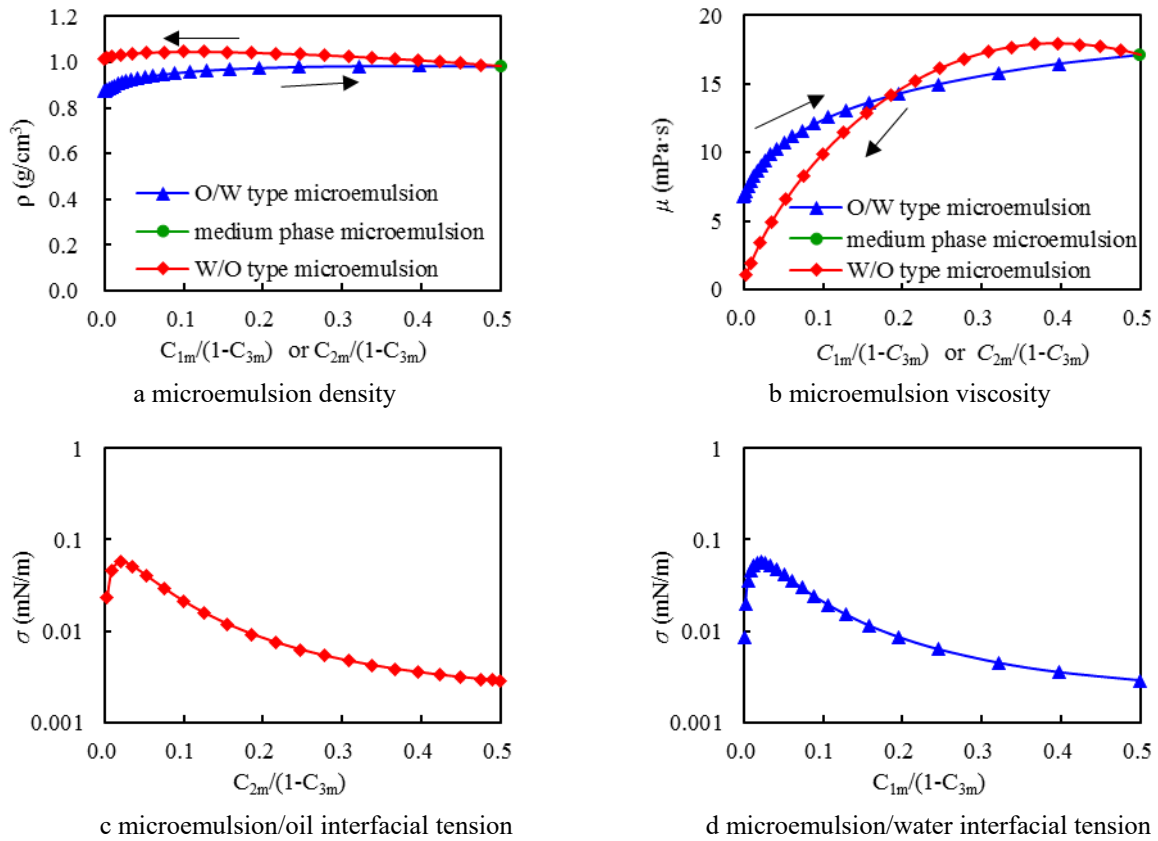 1.2
1.0
0.8
0.6
0.4
0.2
0.0
ρ (g/cm³)
O/W type microemulsion
medium phase microemulsion
W/O type microemulsion
0.0 0.1 0.2 0.3 0.4 0.5
C1m/(1-C3m) or C2m/(1-C3m)
a microemulsion density
20
15
10
5
0
μ (mPa·s)
O/W type microemulsion
medium phase microemulsion
W/O type microemulsion
0.0 0.1 0.2 0.3 0.4 0.5
C1m/(1-C3m) or C2m/(1-C3m)
b microemulsion viscosity
1
0.1
0.01
0.001
σ (mN/m)
0.0 0.1 0.2 0.3 0.4 0.5
C2m/(1-C3m)
c microemulsion/oil interfacial tension
1
0.1
0.01
0.001
σ (mN/m)
0.0 0.1 0.2 0.3 0.4 0.5
C1m/(1-C3m)
d microemulsion/water interfacial tension